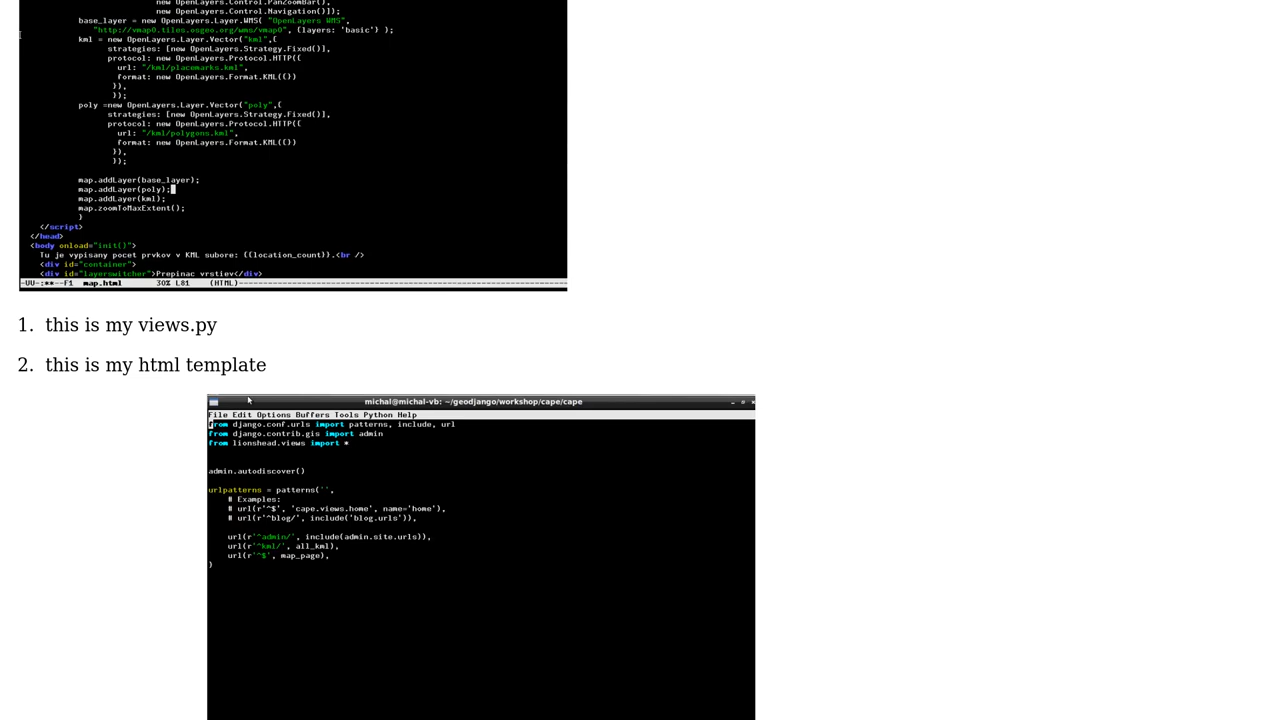 new OpenLayers.Control.PanZoomBar(),
new OpenLayers.Control.Navigation()]);
base_layer = new OpenLayers.Layer.WMS( "OpenLayers WMS",
"http://vmap0.tiles.osgeo.org/wms/vmap0", {layers: 'basic'} );
kml = new OpenLayers.Layer.Vector("kml",{
strategies: [new OpenLayers.Strategy.Fixed()],
protocol: new OpenLayers.Protocol.HTTP({
url: "/kml/placemarks.kml",
format: new OpenLayers.Format.KML({})
}),
});
poly =new OpenLayers.Layer.Vector("poly",{
strategies: [new OpenLayers.Strategy.Fixed()],
protocol: new OpenLayers.Protocol.HTTP({
url: "/kml/polygons.kml",
format: new OpenLayers.Format.KML({})
}),
});
map.addLayer(base_layer);
map.addLayer(poly);
map.addLayer(kml);
map.zoomToMaxExtent();
}
</script>
</head>
<body onload="init()">
Tu je vypisany pocet prvkov v KML subore: {{location_count}}.<br />
<div id="container">
<div id="layerswitcher">Prepinac vrstiev</div>
-UU-:**--F1 map.html 30% L81 (HTML)
1. this is my views.py
2. this is my html template
michal@michal-vb: ~/geodjango/workshop/cape/cape
File Edit Options Buffers Tools Python Help
from django.conf.urls import patterns, include, url
from django.contrib.gis import admin
from lionshead.views import *
admin.autodiscover()
urlpatterns = patterns('',
# Examples:
# url(r'^$', 'cape.views.home', name='home'),
# url(r'^blog/', include('blog.urls')),
url(r'^admin/', include(admin.site.urls)),
url(r'^kml/', all_kml),
url(r'^$', map_page),
)